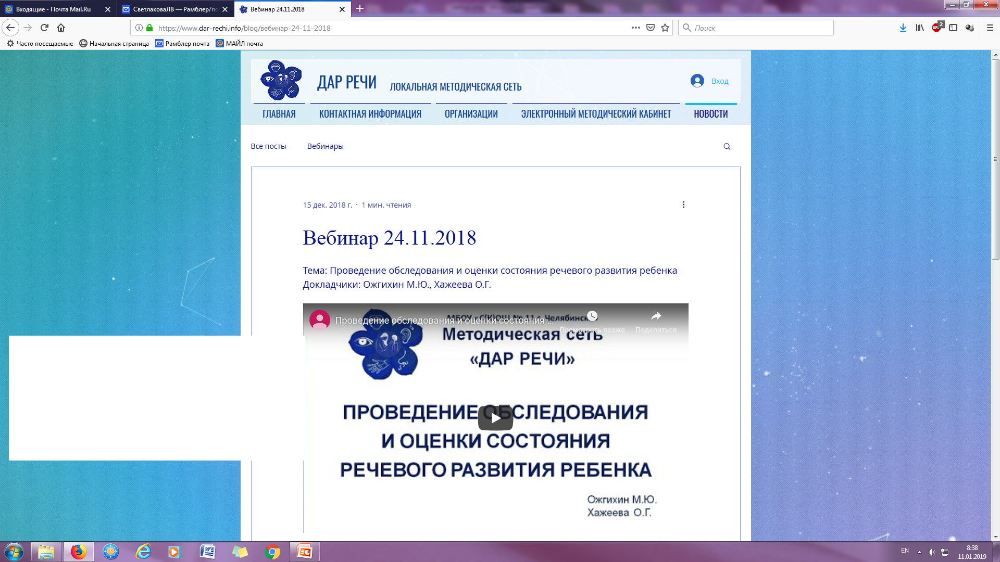 Входящие - Почта Mail.Ru
СветлаковаЛВ — Рамблер/по
Вебинар 24.11.2018
https://www.dar-rechi.info/blog/вебинар-24-11-2018
Поиск
ABP 2
Часто посещаемые
Начальная страница
Рамблер почта
МАЙЛ почта
ДАР РЕЧИ
ЛОКАЛЬНАЯ МЕТОДИЧЕСКАЯ СЕТЬ
Вход
ГЛАВНАЯ
КОНТАКТНАЯ ИНФОРМАЦИЯ
ОРГАНИЗАЦИИ
ЭЛЕКТРОННЫЙ МЕТОДИЧЕСКИЙ КАБИНЕТ
НОВОСТИ
Все посты
Вебинары
15 дек. 2018 г. · 1 мин. чтения
Вебинар 24.11.2018
Тема: Проведение обследования и оценки состояния речевого развития ребенка
Докладчики: Ожгихин М.Ю., Хажеева О.Г.
Проведение обследования и оценки состояния ...
МБОУ «С(К)ОШ № 11 г. Челябинска»
Посмотреть позже
Поделиться
Методическая сеть
«ДАР РЕЧИ»
ПРОВЕДЕНИЕ ОБСЛЕДОВАНИЯ
И ОЦЕНКИ СОСТОЯНИЯ
РЕЧЕВОГО РАЗВИТИЯ РЕБЕНКА
Ожгихин М.Ю.
Хажеева О.Г.
EN
8:38
11.01.2019